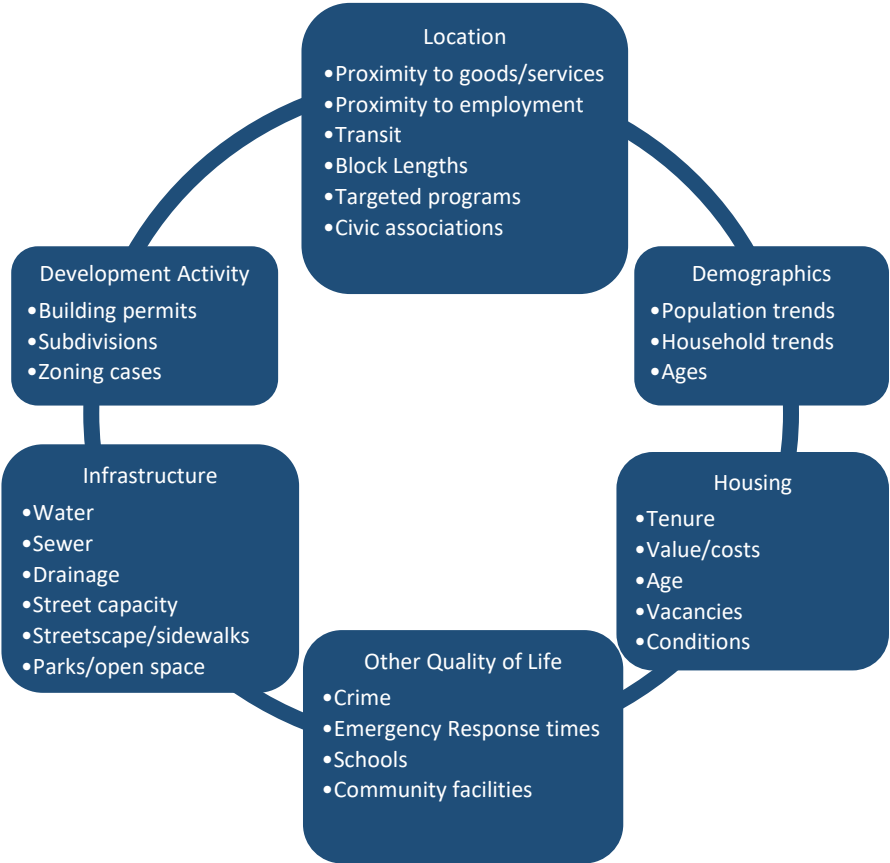 Location
•Proximity to goods/services
•Proximity to employment
•Transit
•Block Lengths
•Targeted programs
•Civic associations
Demographics
•Population trends
•Household trends
•Ages
Housing
•Tenure
•Value/costs
•Age
•Vacancies
•Conditions
Other Quality of Life
•Crime
•Emergency Response times
•Schools
•Community facilities
Infrastructure
•Water
•Sewer
•Drainage
•Street capacity
•Streetscape/sidewalks
•Parks/open space
Development Activity
•Building permits
•Subdivisions
•Zoning cases